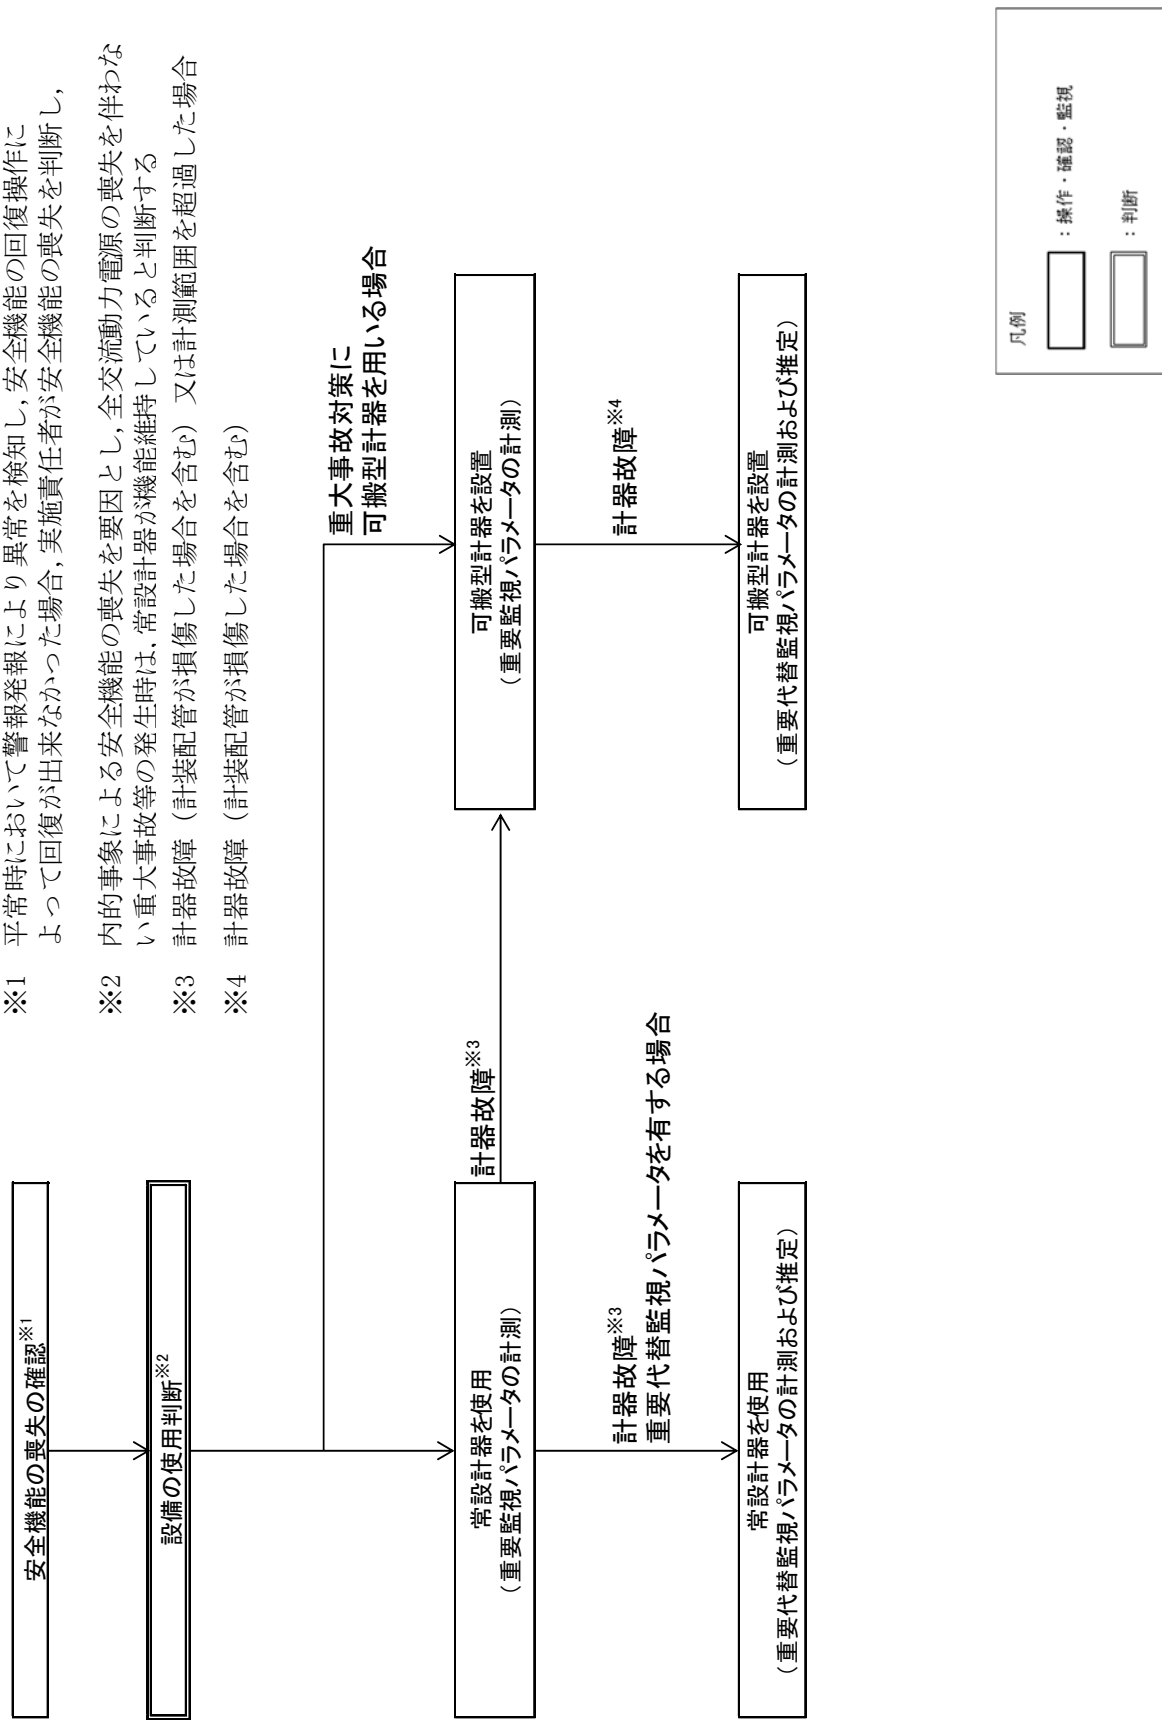 ※1 平常時において警報発報により異常を検知し,安全機能の回復操作に
よって回復が出来なかった場合,実施責任者が安全機能の喪失を判断し,
※2 内的事象による安全機能の喪失を要因とし,全交流動力電源の喪失を伴わな
い重大事故等の発生時は,常設計器が機能維持していると判断する
※3 計器故障（計装配管が損傷した場合を含む）又は計測範囲を超過した場合
※4 計器故障（計装配管が損傷した場合を含む）
安全機能の喪失の確認※1
設備の使用判断※2
重大事故対策に
可搬型計器を用いる場合
常設計器を使用
（重要監視パラメータの計測）
計器故障※3
可搬型計器を設置
（重要監視パラメータの計測）
計器故障※3
重要代替監視パラメータを有する場合
計器故障※4
常設計器を使用
（重要代替監視パラメータの計測および推定）
可搬型計器を設置
（重要代替監視パラメータの計測および推定）
凡例
：操作・確認・監視
：判断